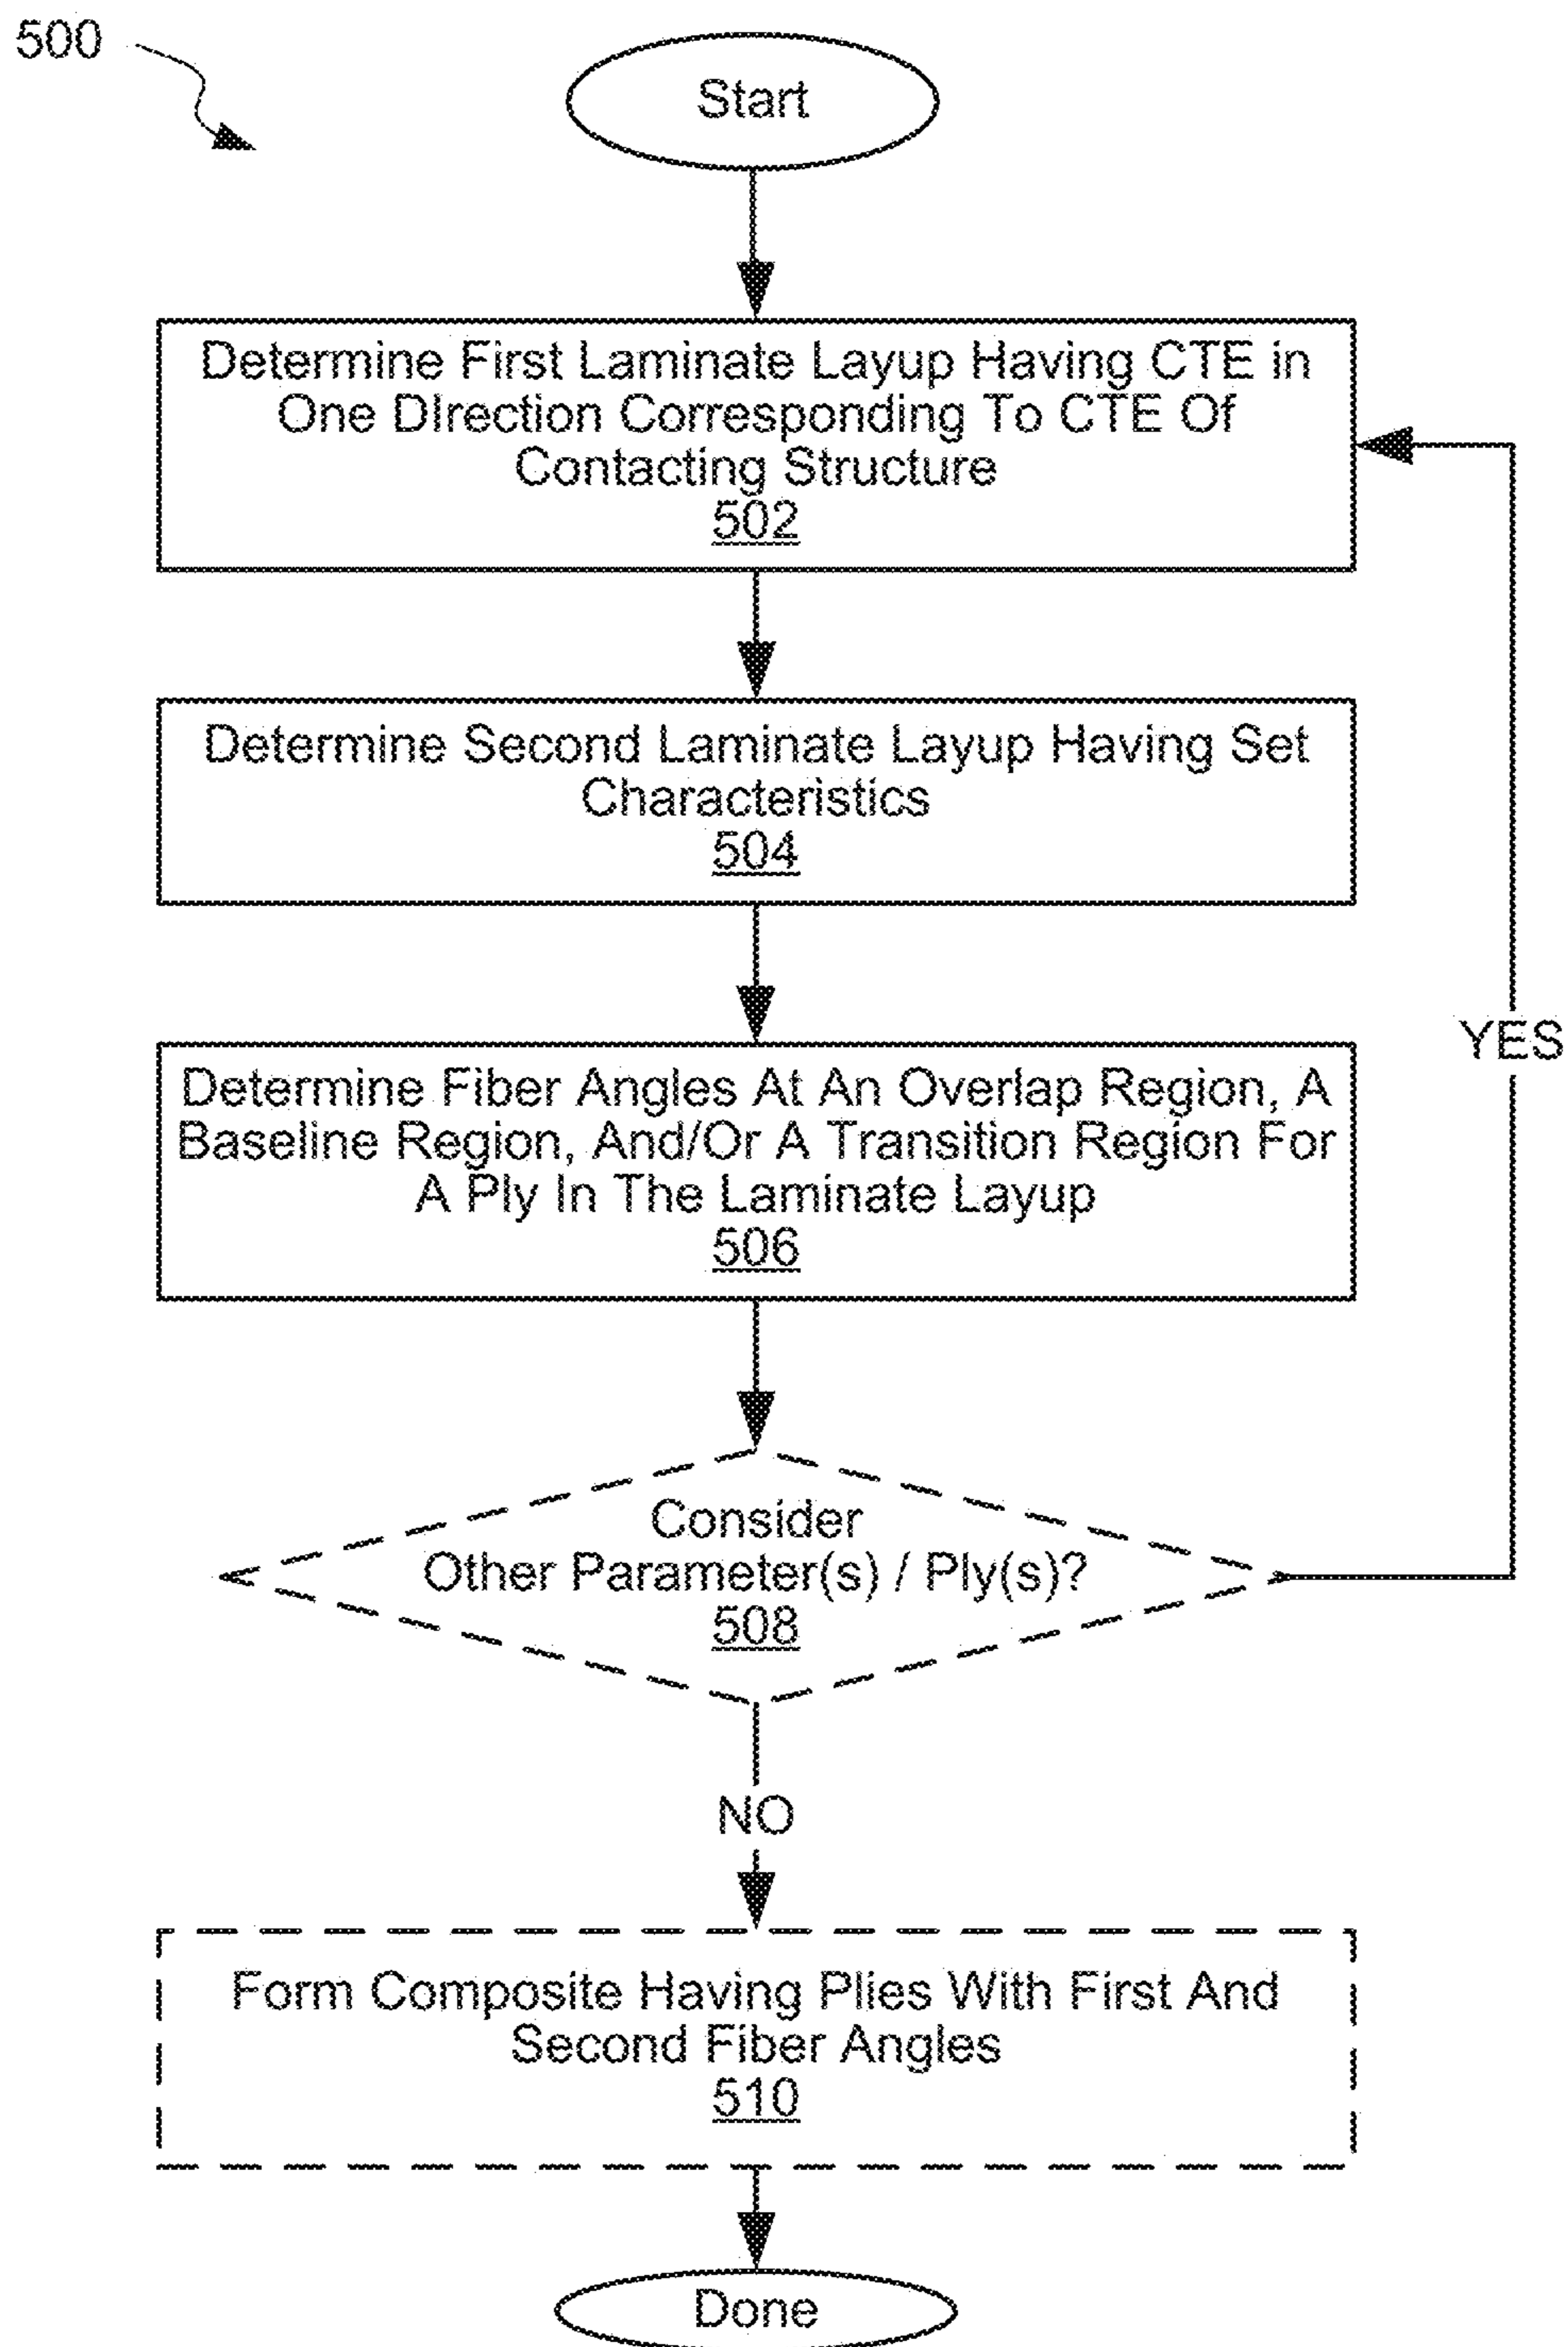 500
Start
Determine First Laminate Layup Having CTE in
One DIrection Corresponding To CTE Of
Contacting Structure
502
Determine Second Laminate Layup Having Set
Characteristics
504
Determine Fiber Angles At An Overlap Region, A
Baseline Region, And/Or A Transition Region For
A Ply In The Laminate Layup
506
YES
Consider
Other Parameter(s) / Ply(s)?
508
NO
Form Composite Having Plies With First And
Second Fiber Angles
510
Done